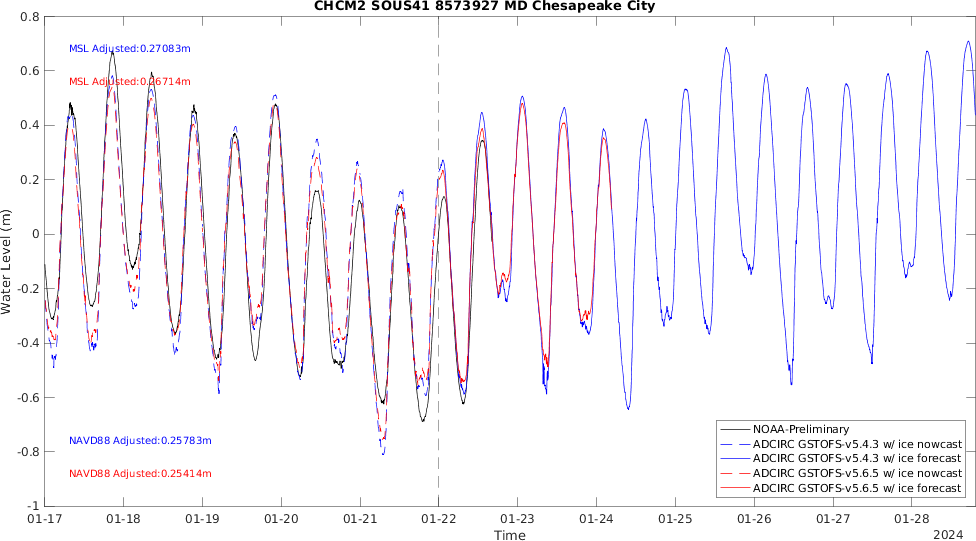 CHCM2 SOUS41 8573927 MD Chesapeake City
0.8
0.6
0.4
0.2
0
-0.2
-0.4
-0.6
-0.8
-1
Water Level (m)
MSL Adjusted:0.27083m
MSL Adjusted:0.26714m
NAVD88 Adjusted:0.25783m
NAVD88 Adjusted:0.25414m
NOAA-Preliminary
ADCIRC GSTOFS-v5.4.3 w/ ice nowcast
ADCIRC GSTOFS-v5.4.3 w/ ice forecast
ADCIRC GSTOFS-v5.6.5 w/ ice nowcast
ADCIRC GSTOFS-v5.6.5 w/ ice forecast
01-17 01-18 01-19 01-20 01-21 01-22 01-23 01-24 01-25 01-26 01-27 01-28
Time
2024